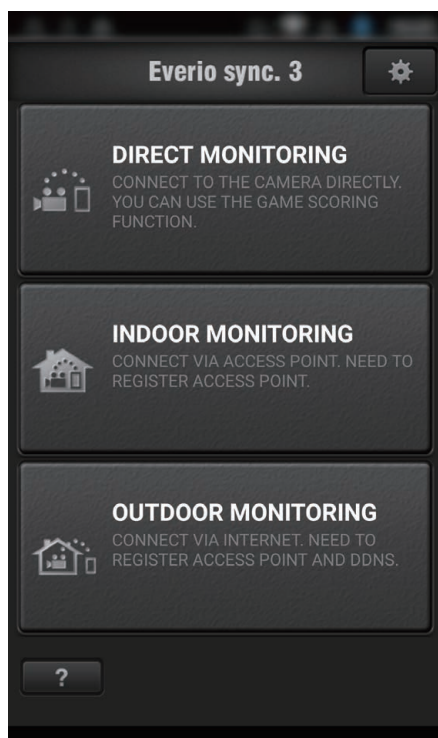 Everio sync. 3
DIRECT MONITORING
CONNECT TO THE CAMERA DIRECTLY.
YOU CAN USE THE GAME SCORING
FUNCTION.
INDOOR MONITORING
CONNECT VIA ACCESS POINT. NEED TO
REGISTER ACCESS POINT.
OUTDOOR MONITORING
CONNECT VIA INTERNET. NEED TO
REGISTER ACCESS POINT AND DDNS.
?